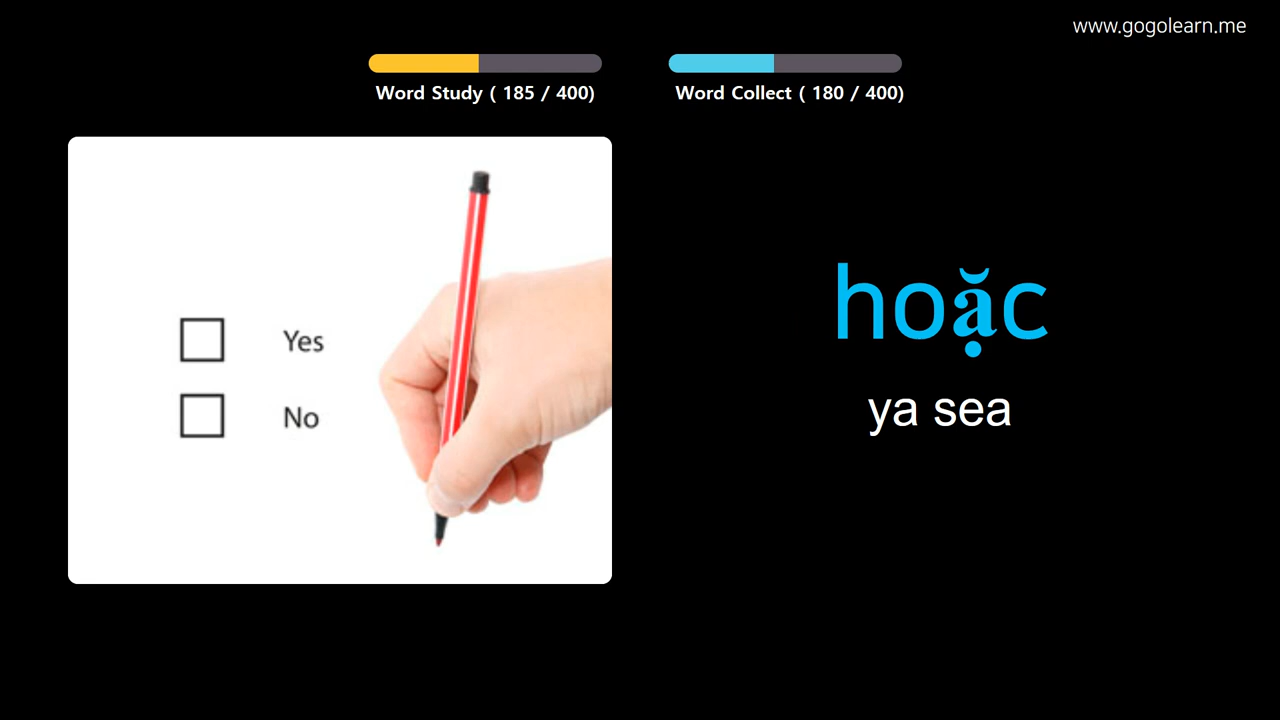 www.gogolearn.me
Word Study ( 185 / 400)
Word Collect ( 180 / 400)
Yes
No
hoặc
ya sea